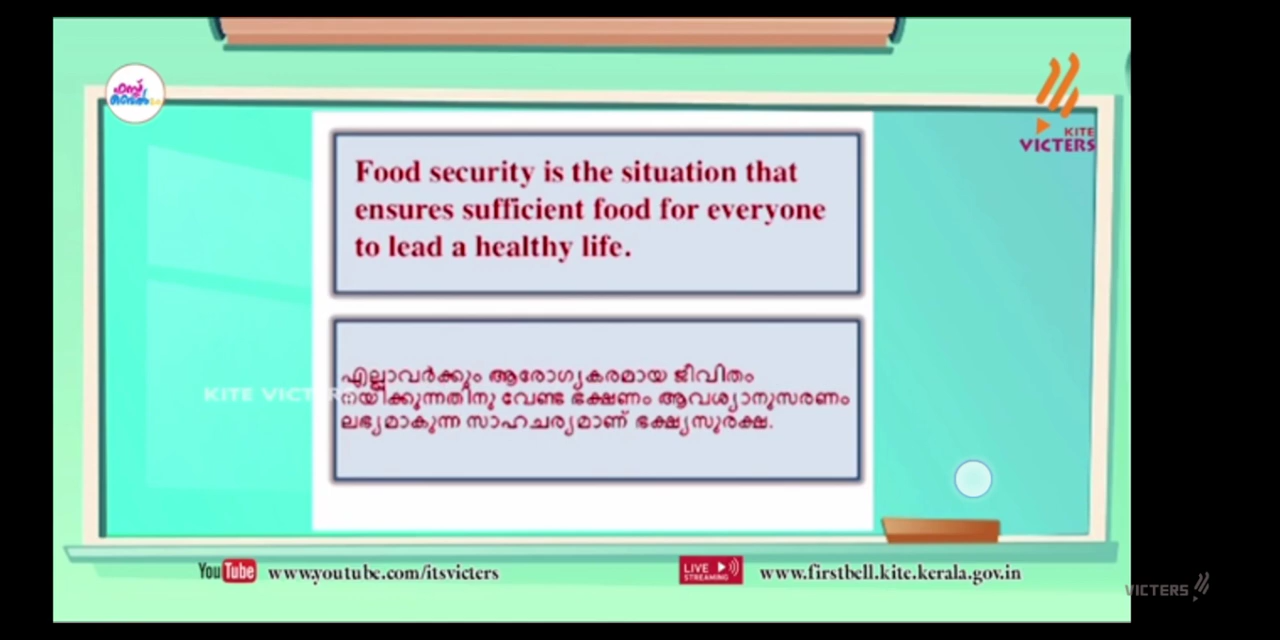 KITE
VICTERS
Food security is the situation that
ensures sufficient food for everyone
to lead a healthy life.
എല്ലാവർക്കും ആരോഗ്യകരമായ ജീവിതം
നയിക്കുന്നതിനു വേണ്ട ഭക്ഷണം ആവശ്യാനുസരണം
ലഭ്യമാകുന്ന സാഹചര്യമാണ് ഭക്ഷ്യസുരക്ഷ.
KITE VICT
YouTube www.youtube.com/itsvicters
LIVE STREAMING www.firstbell.kite.kerala.gov.in
VICTERS